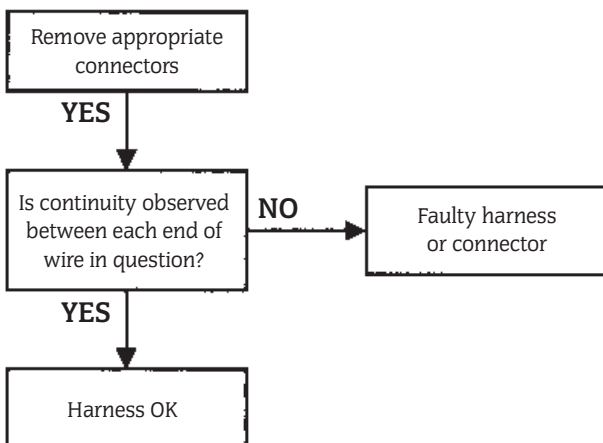 Remove appropriate
connectors
YES
Is continuity observed
between each end of
wire in question?
NO
Faulty harness
or connector
YES
Harness OK